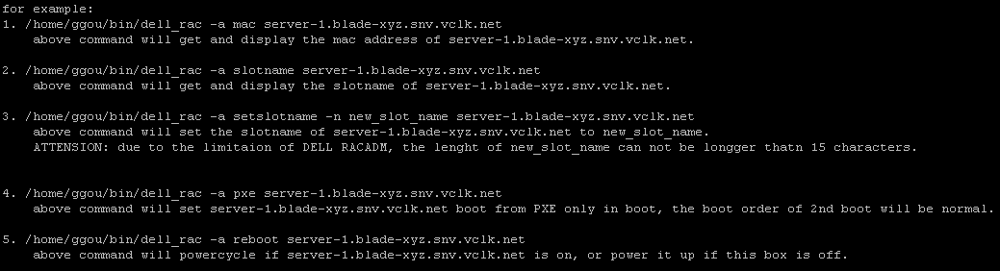 for example:
1. /home/ggou/bin/dell_rac -a mac server-1.blade-xyz.snv.vclk.net
above command will get and display the mac address of server-1.blade-xyz.snv.vclk.net.
2. /home/ggou/bin/dell_rac -a slotname server-1.blade-xyz.snv.vclk.net
above command will get and display the slotname of server-1.blade-xyz.snv.vclk.net.
3. /home/ggou/bin/dell_rac -a setslotname -n new_slot_name server-1.blade-xyz.snv.vclk.net
above command will set the slotname of server-1.blade-xyz.snv.vclk.net to new_slot_name.
ATTENSION: due to the limitaion of DELL RACADM, the lenght of new_slot_name can not be longger thatn 15 characters.
4. /home/ggou/bin/dell_rac -a pxe server-1.blade-xyz.snv.vclk.net
above command will set server-1.blade-xyz.snv.vclk.net boot from PXE only in boot, the boot order of 2nd boot will be normal.
5. /home/ggou/bin/dell_rac -a reboot server-1.blade-xyz.snv.vclk.net
above command will powercycle if server-1.blade-xyz.snv.vclk.net is on, or power it up if this box is off.